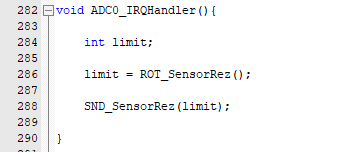 282 void ADC0_IRQHandler(){
283
284 int limit;
285
286 limit = ROT_SensorRez();
287
288 SND_SensorRez(limit);
289
290 }